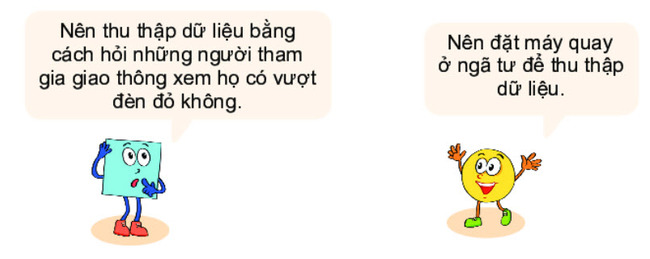 Nên thu thập dữ liệu bằng
cách hỏi những người tham
gia giao thông xem họ có vượt
đèn đỏ không.
Nên đặt máy quay
ở ngã tư để thu thập
dữ liệu.